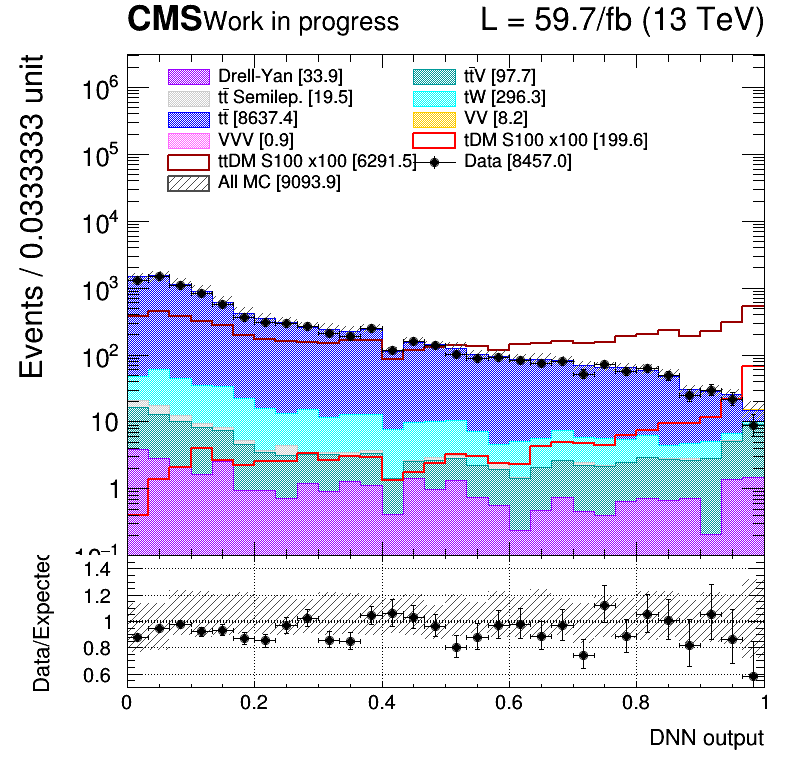 CMS Work in progress L = 59.7/fb (13 TeV)
Events / 0.0333333 unit
Drell-Yan [33.9] tt̄V [97.7]
tt̄ Semilep. [19.5] tW [296.3]
tt̄ [8637.4] VV [8.2]
VVV [0.9] tDM S100 x100 [199.6]
ttDM S100 x100 [6291.5] Data [8457.0]
All MC [9093.9]
10⁶
10⁵
10⁴
10³
10²
10
1
10⁻¹
Data/Expected
1.4
1.2
1
0.8
0.6
0 0.2 0.4 0.6 0.8 1
DNN output